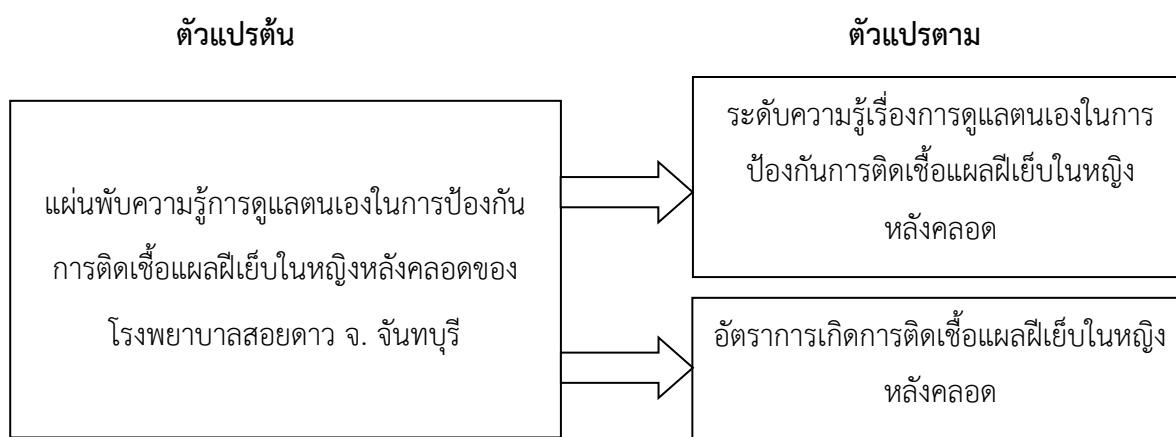 ตัวแปรต้น
ตัวแปรตาม
แผ่นพับความรู้การดูแลตนเองในการป้องกัน
การติดเชื้อแผลฝีเย็บในหญิงหลังคลอดของ
โรงพยาบาลสอยดาว จ. จันทบุรี
ระดับความรู้เรื่องการดูแลตนเองในการ
ป้องกันการติดเชื้อแผลฝีเย็บในหญิง
หลังคลอด
อัตราการเกิดการติดเชื้อแผลฝีเย็บในหญิง
หลังคลอด